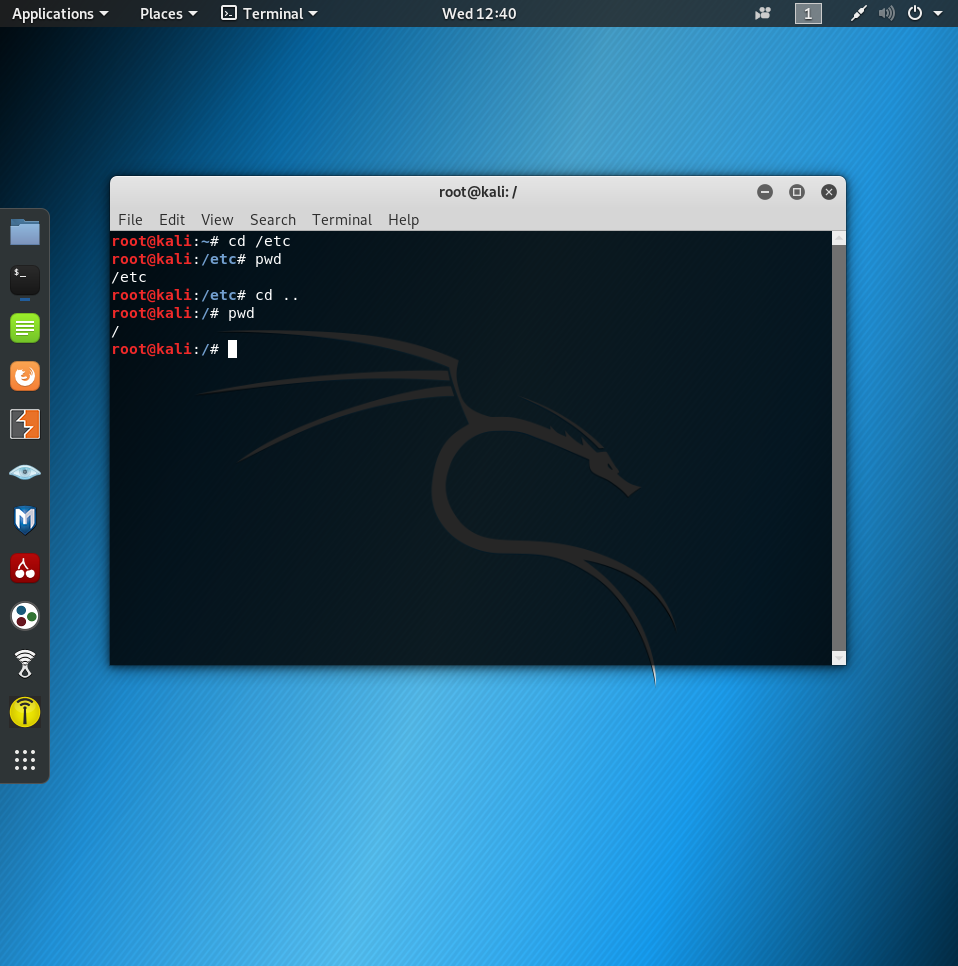 Applications Places Terminal Wed 12:40 1
root@kali: /
File Edit View Search Terminal Help
root@kali:~# cd /etc
root@kali:/etc# pwd
/etc
root@kali:/etc# cd ..
root@kali:/# pwd
/
root@kali:/#
$_